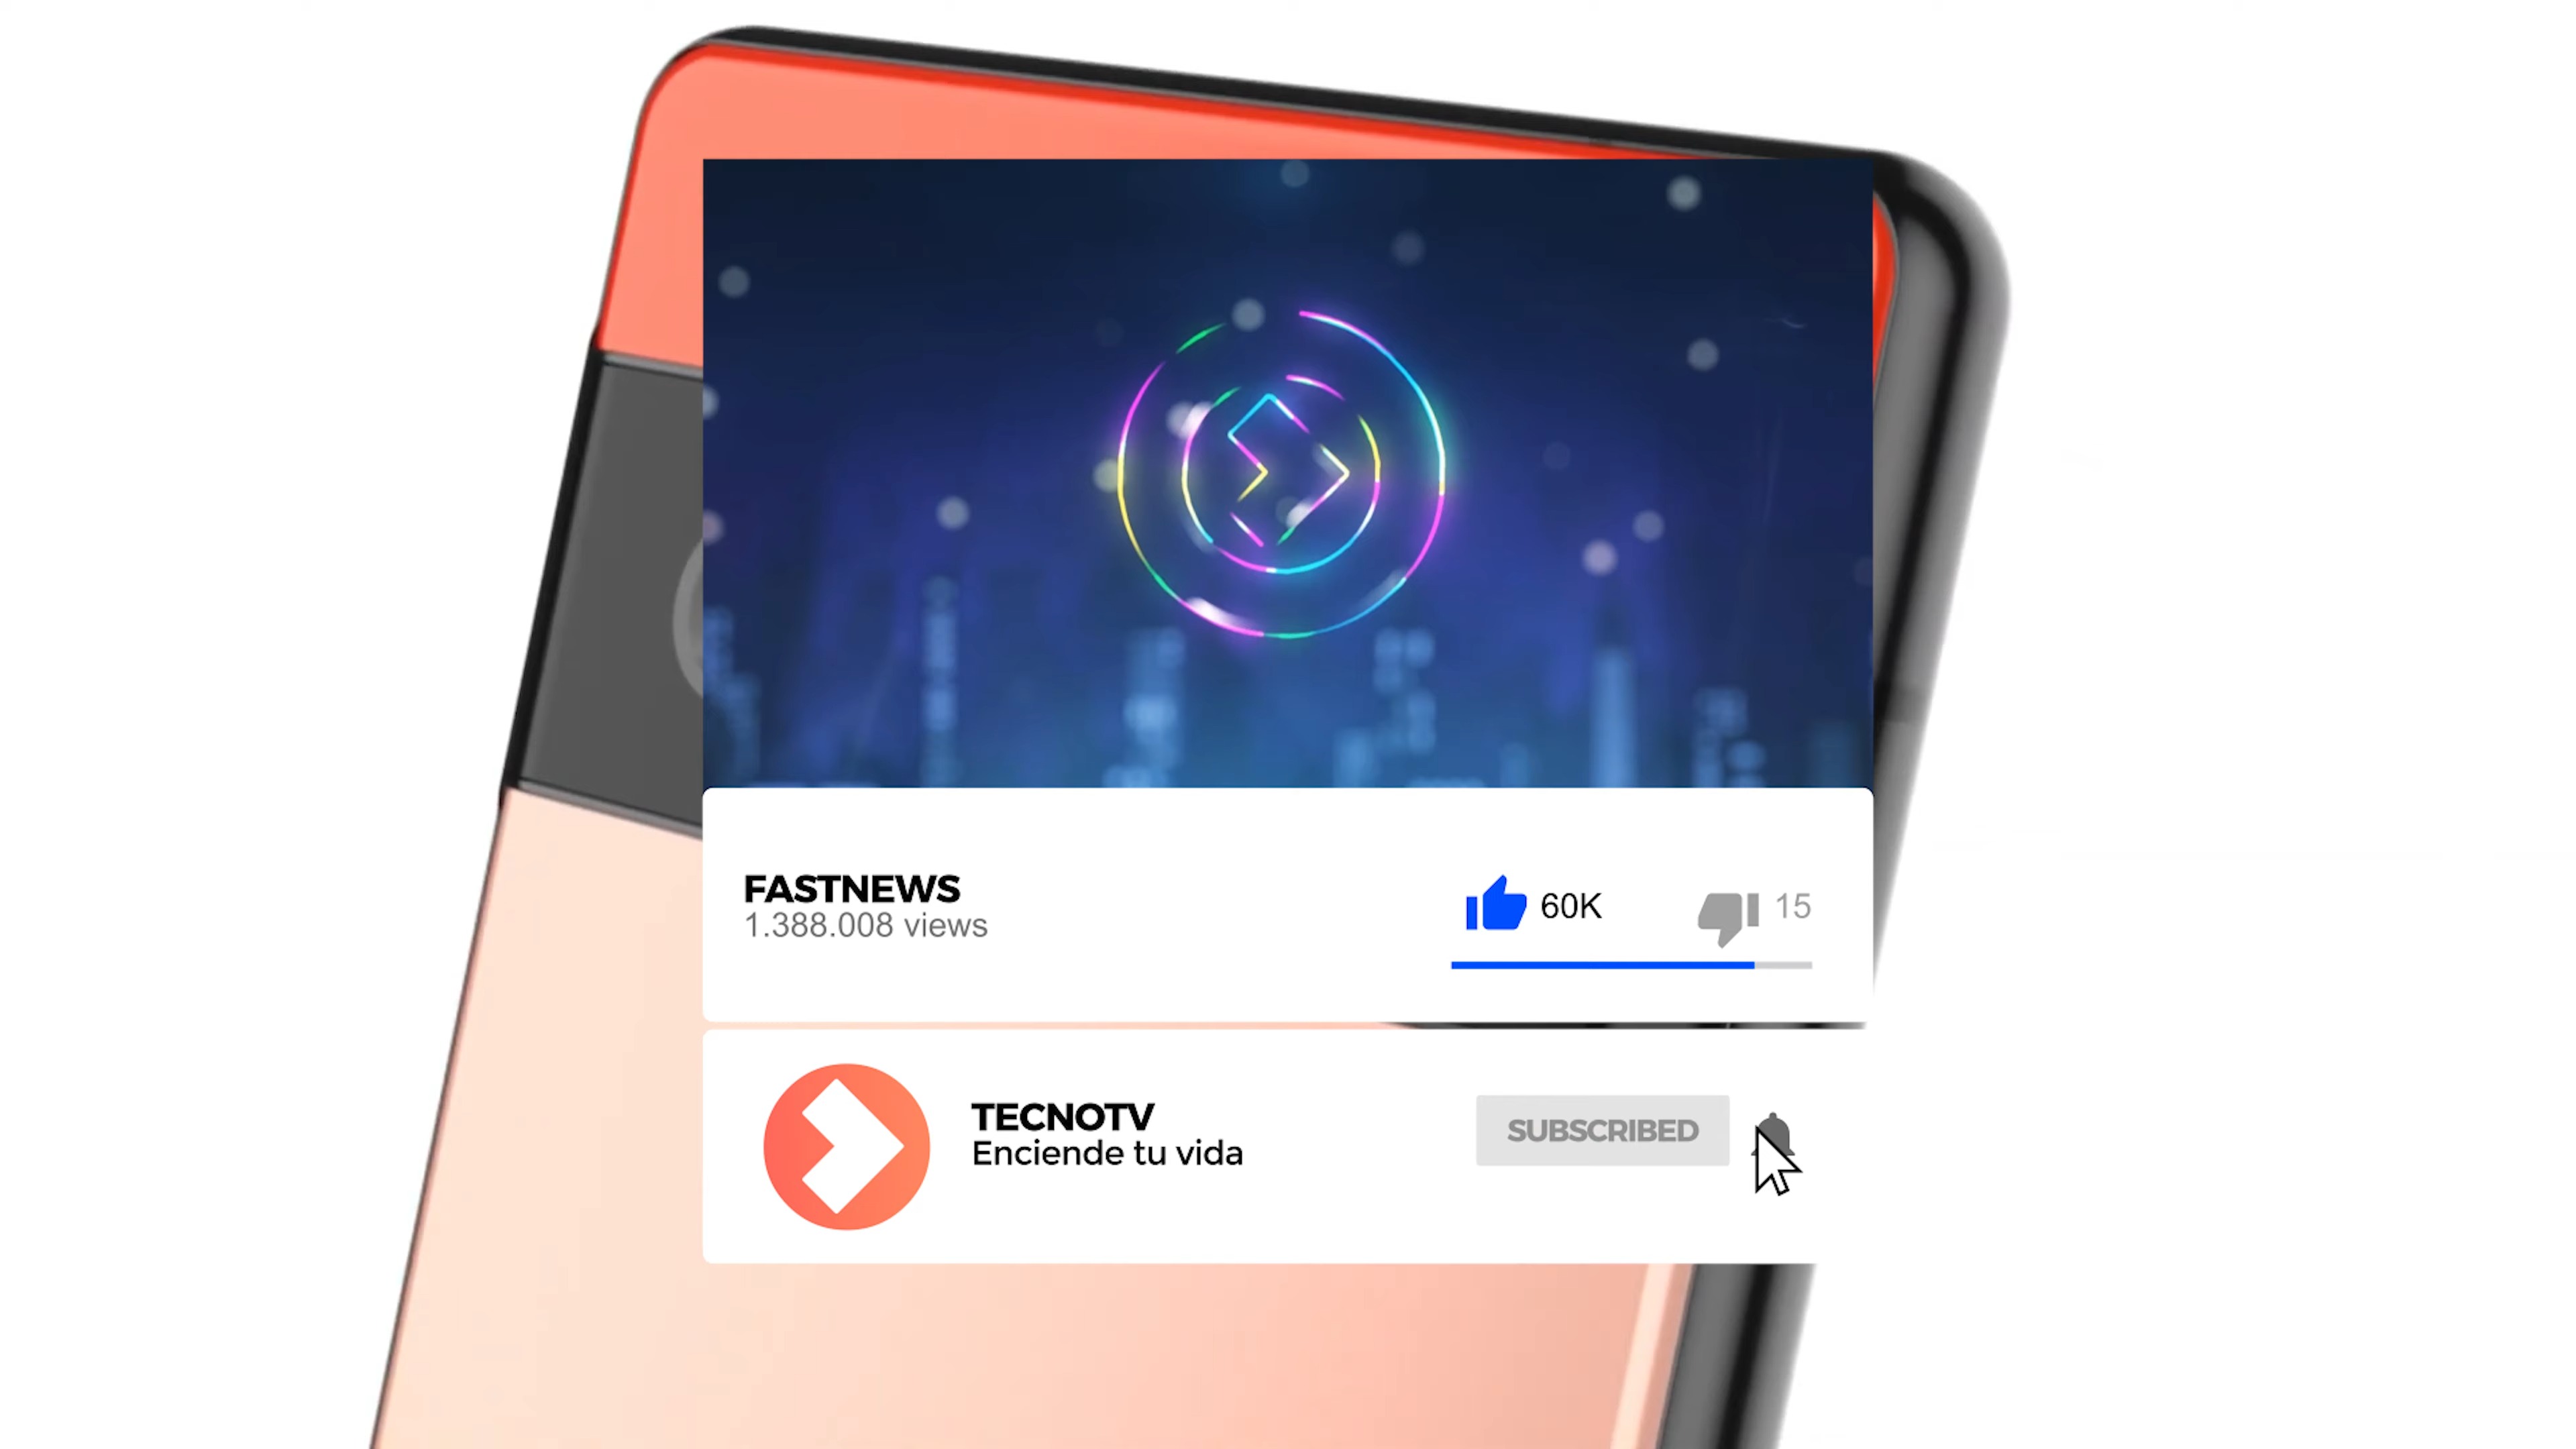 FASTNEWS
1.388.008 views
60K
15
TECNOTV
Enciende tu vida
SUBSCRIBED